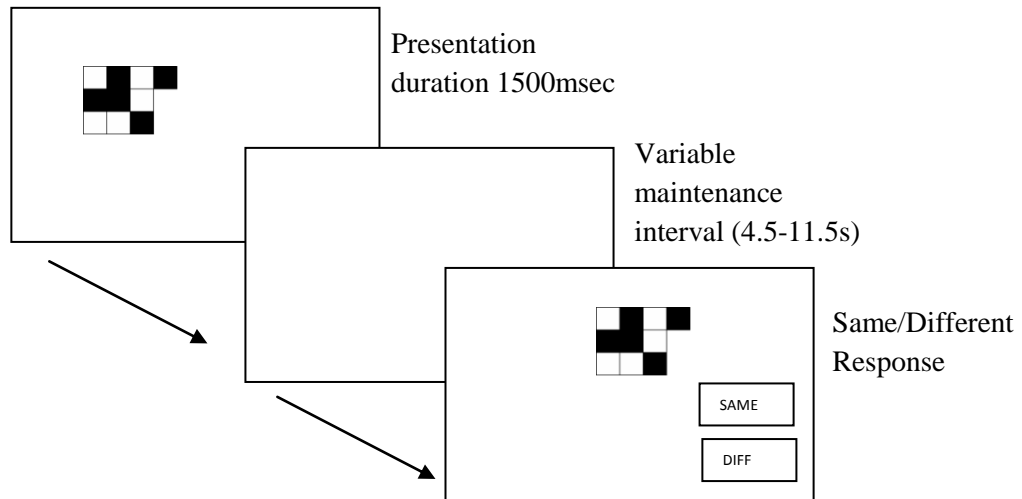 Presentation
duration 1500msec
Variable
maintenance
interval (4.5-11.5s)
Same/Different
Response
SAME
DIFF